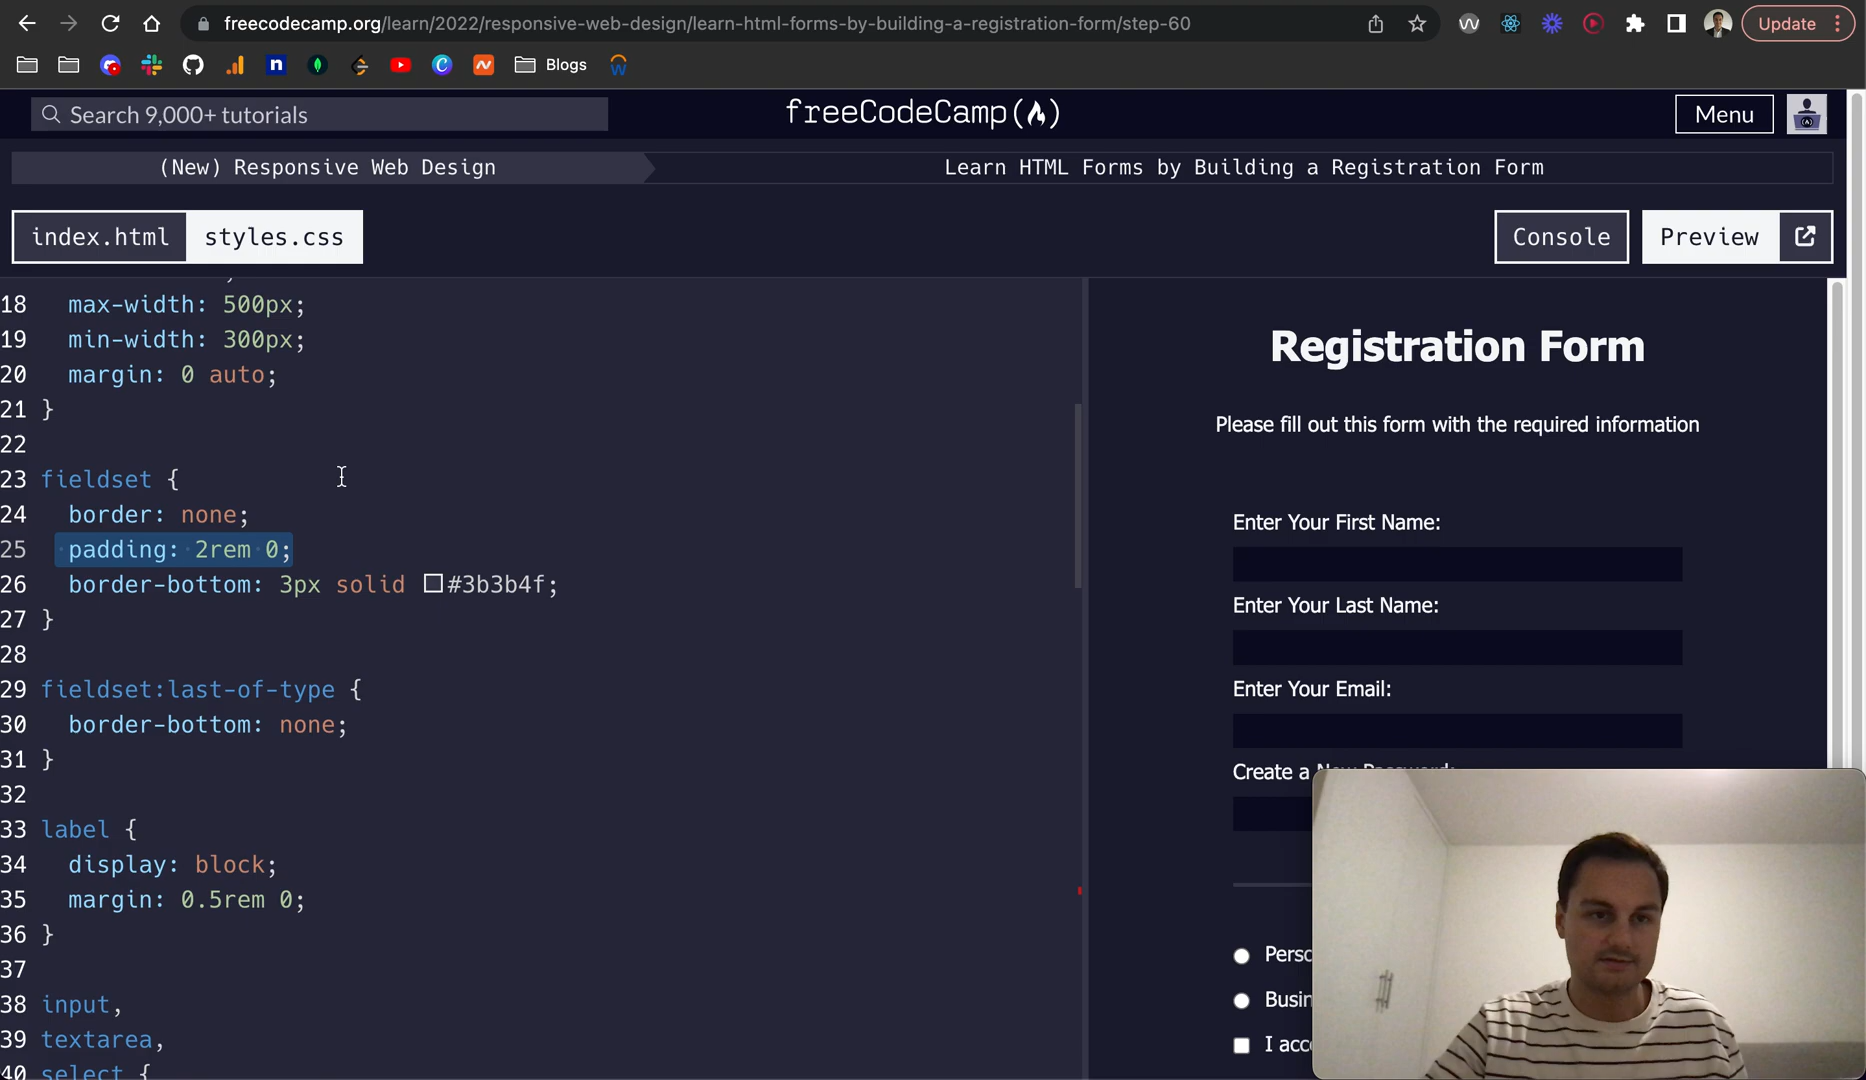 freecodecamp.org/learn/2022/responsive-web-design/learn-html-forms-by-building-a-registration-form/step-60
Update
Blogs
Search 9,000+ tutorials
freeCodeCamp
Menu
(New) Responsive Web Design
Learn HTML Forms by Building a Registration Form
index.html
styles.css
Console
Preview
18 max-width: 500px;
19 min-width: 300px;
20 margin: 0 auto;
21 }
22
23 fieldset {
24 border: none;
25 padding: 2rem 0;
26 border-bottom: 3px solid #3b3b4f;
27 }
28
29 fieldset:last-of-type {
30 border-bottom: none;
31 }
32
33 label {
34 display: block;
35 margin: 0.5rem 0;
36 }
37
38 input,
39 textarea,
40 select {
Registration Form
Please fill out this form with the required information
Enter Your First Name:
Enter Your Last Name:
Enter Your Email:
Create a New Password:
Perso
Busin
I acc